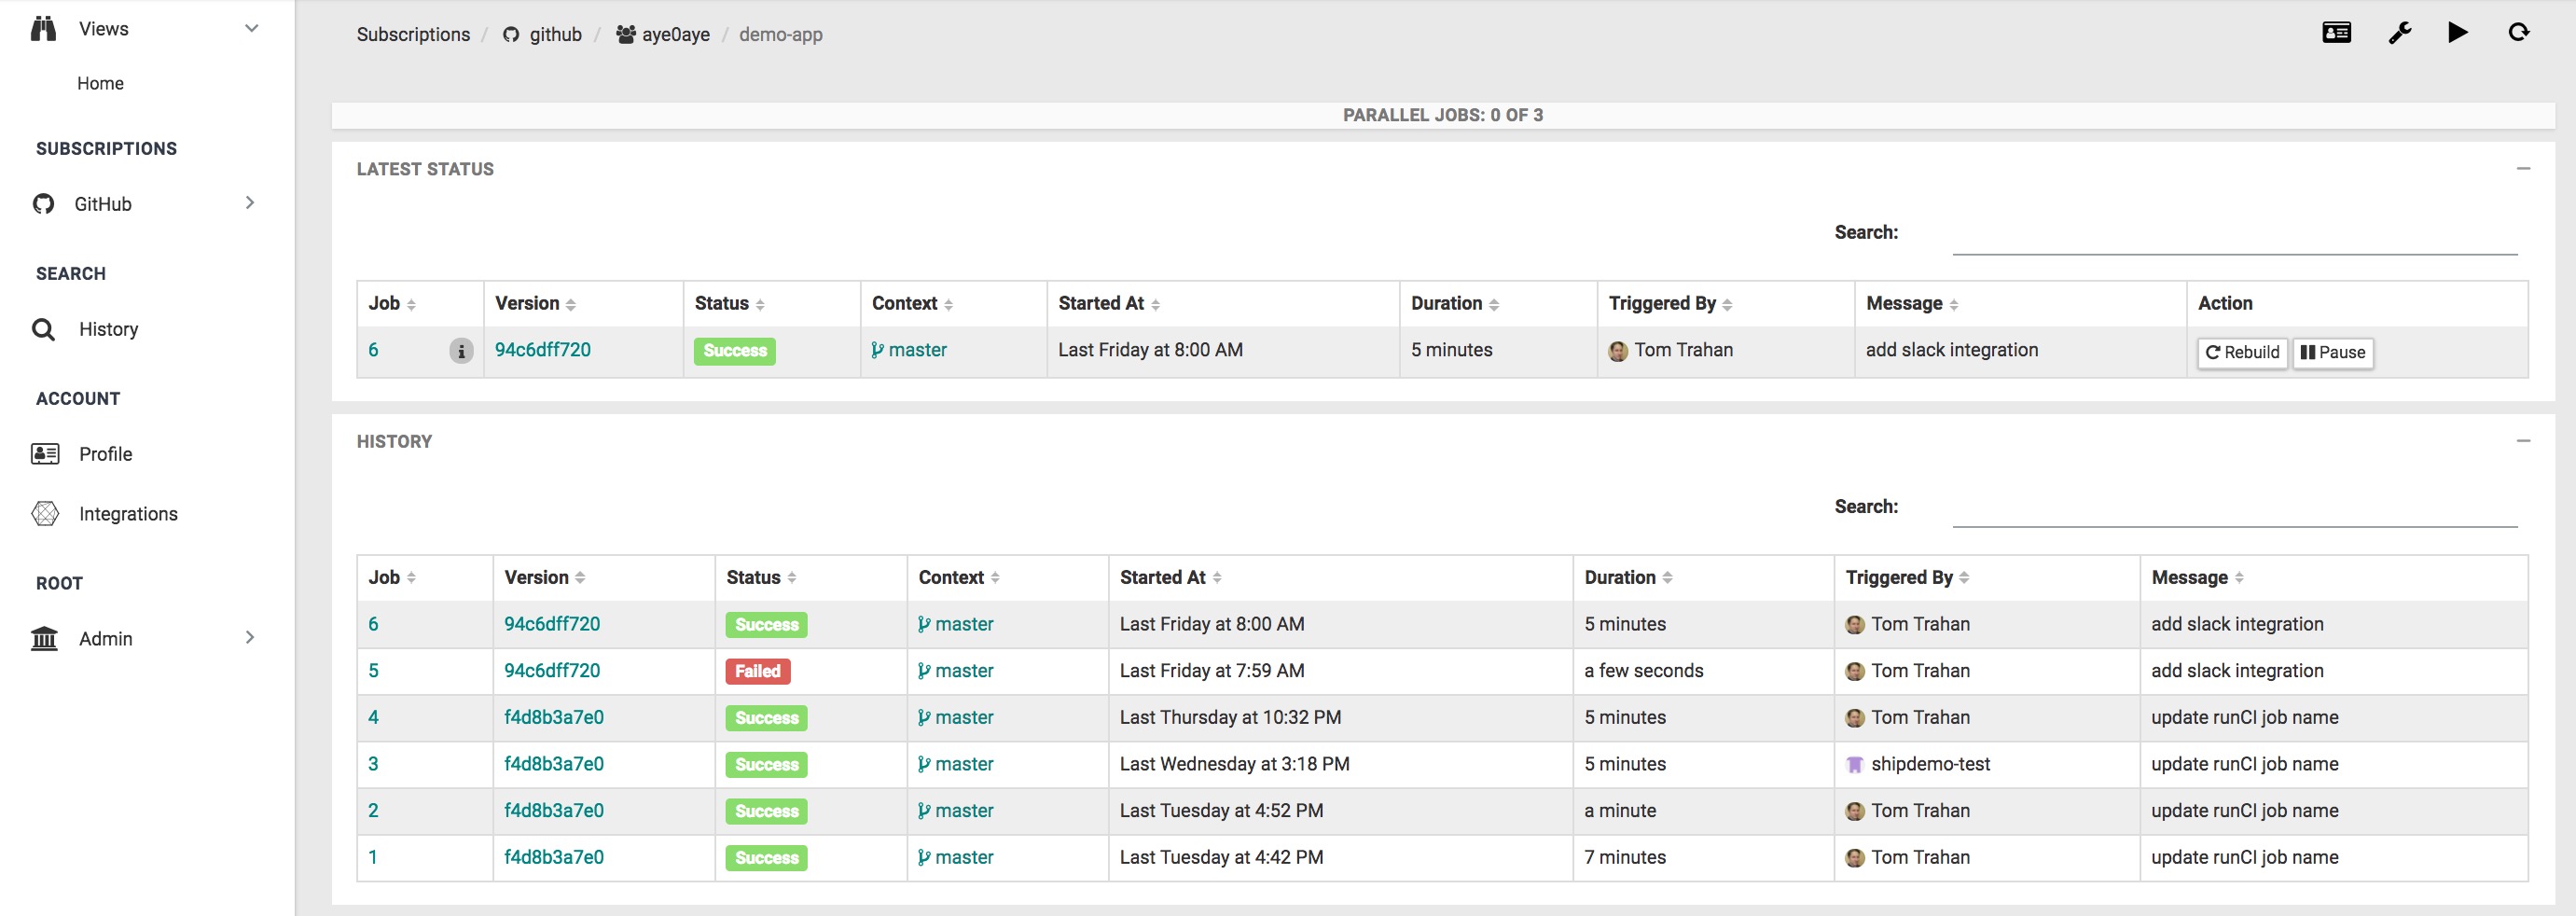 Views
Home
SUBSCRIPTIONS
GitHub
SEARCH
History
ACCOUNT
Profile
Integrations
ROOT
Admin
Subscriptions / github / aye0aye / demo-app
PARALLEL JOBS: 0 OF 3
LATEST STATUS
Search:
Job Version Status Context Started At Duration Triggered By Message Action
6 94c6dff720 Success master Last Friday at 8:00 AM 5 minutes Tom Trahan add slack integration Rebuild Pause
HISTORY
Search:
Job Version Status Context Started At Duration Triggered By Message
6 94c6dff720 Success master Last Friday at 8:00 AM 5 minutes Tom Trahan add slack integration
5 94c6dff720 Failed master Last Friday at 7:59 AM a few seconds Tom Trahan add slack integration
4 f4d8b3a7e0 Success master Last Thursday at 10:32 PM 5 minutes Tom Trahan update runCI job name
3 f4d8b3a7e0 Success master Last Wednesday at 3:18 PM 5 minutes shipdemo-test update runCI job name
2 f4d8b3a7e0 Success master Last Tuesday at 4:52 PM a minute Tom Trahan update runCI job name
1 f4d8b3a7e0 Success master Last Tuesday at 4:42 PM 7 minutes Tom Trahan update runCI job name